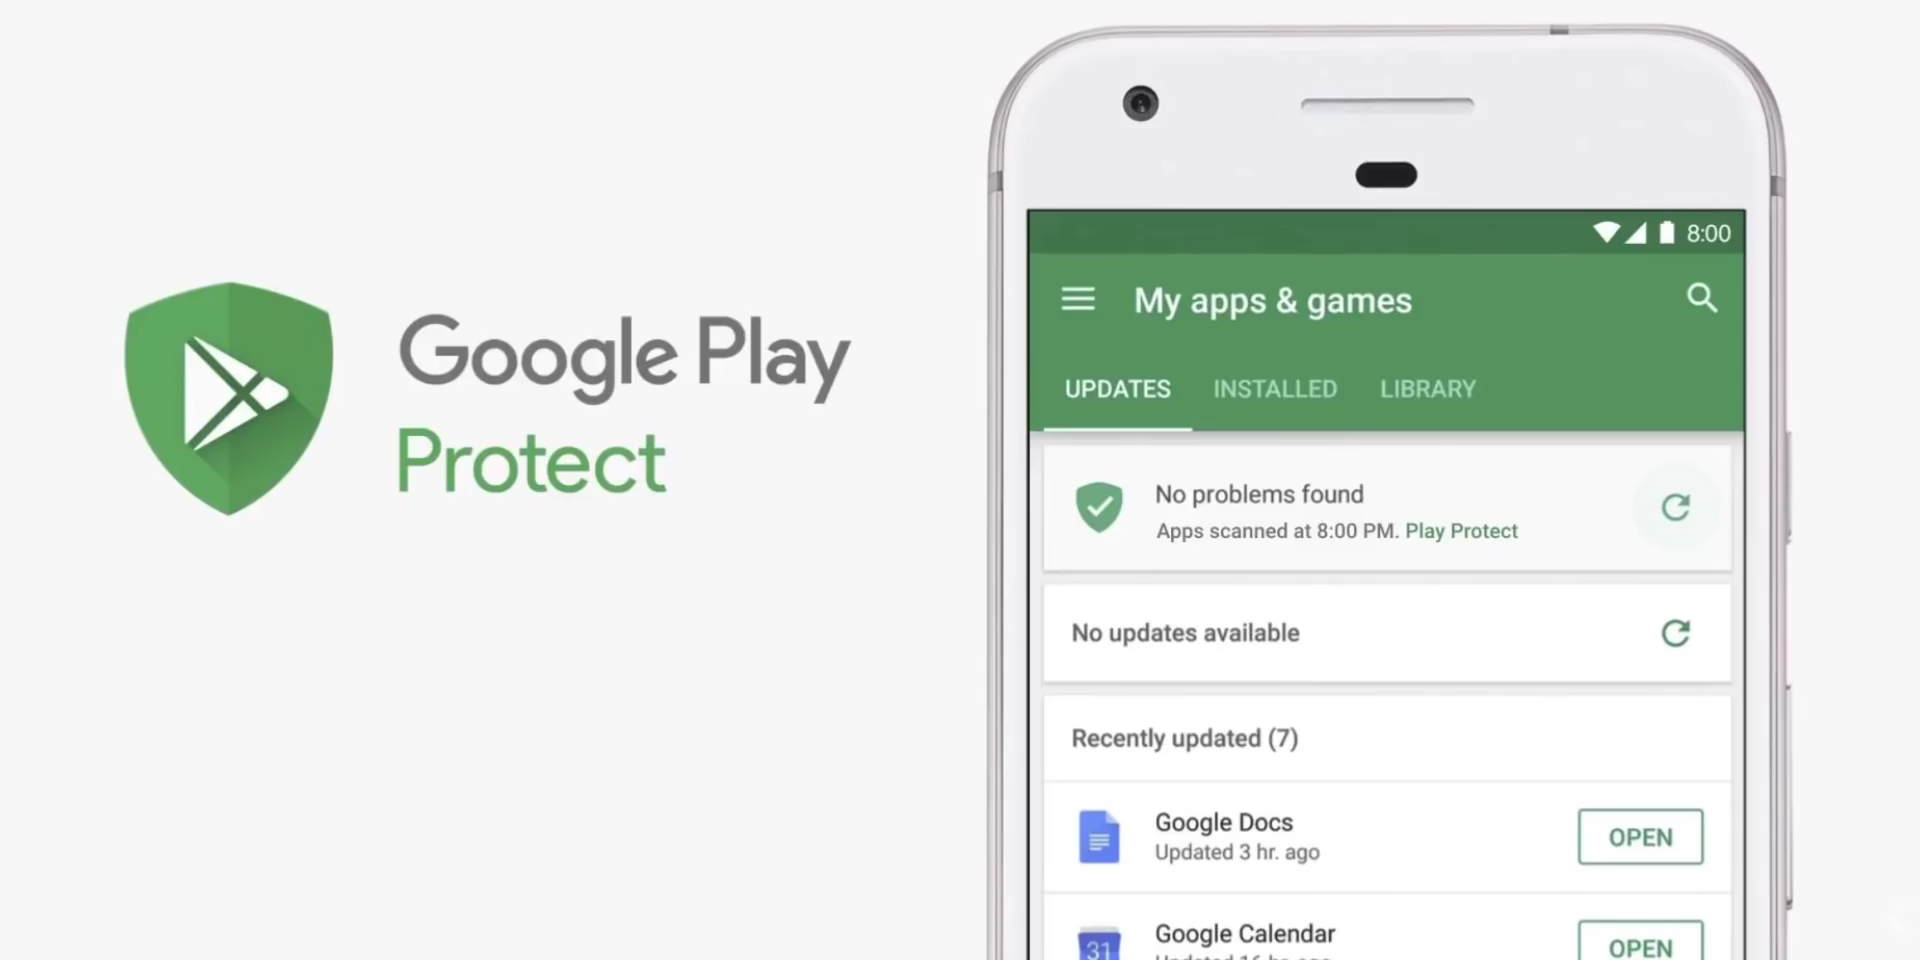 Google Play
Protect
8:00
My apps & games
UPDATES INSTALLED LIBRARY
No problems found
Apps scanned at 8:00 PM. Play Protect
No updates available
Recently updated (7)
Google Docs
Updated 3 hr. ago
OPEN
31
Google Calendar
OPEN